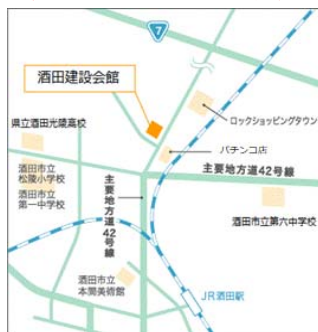 7
酒田建設会館
ロックショッピングタウン
県立酒田光陵高校
パチンコ店
酒田市立
松陵小学校
主要地方道42号線
酒田市立
第一中学校
主要地方道
42号線
酒田市立第六中学校
酒田市立
本間美術館
JR酒田駅